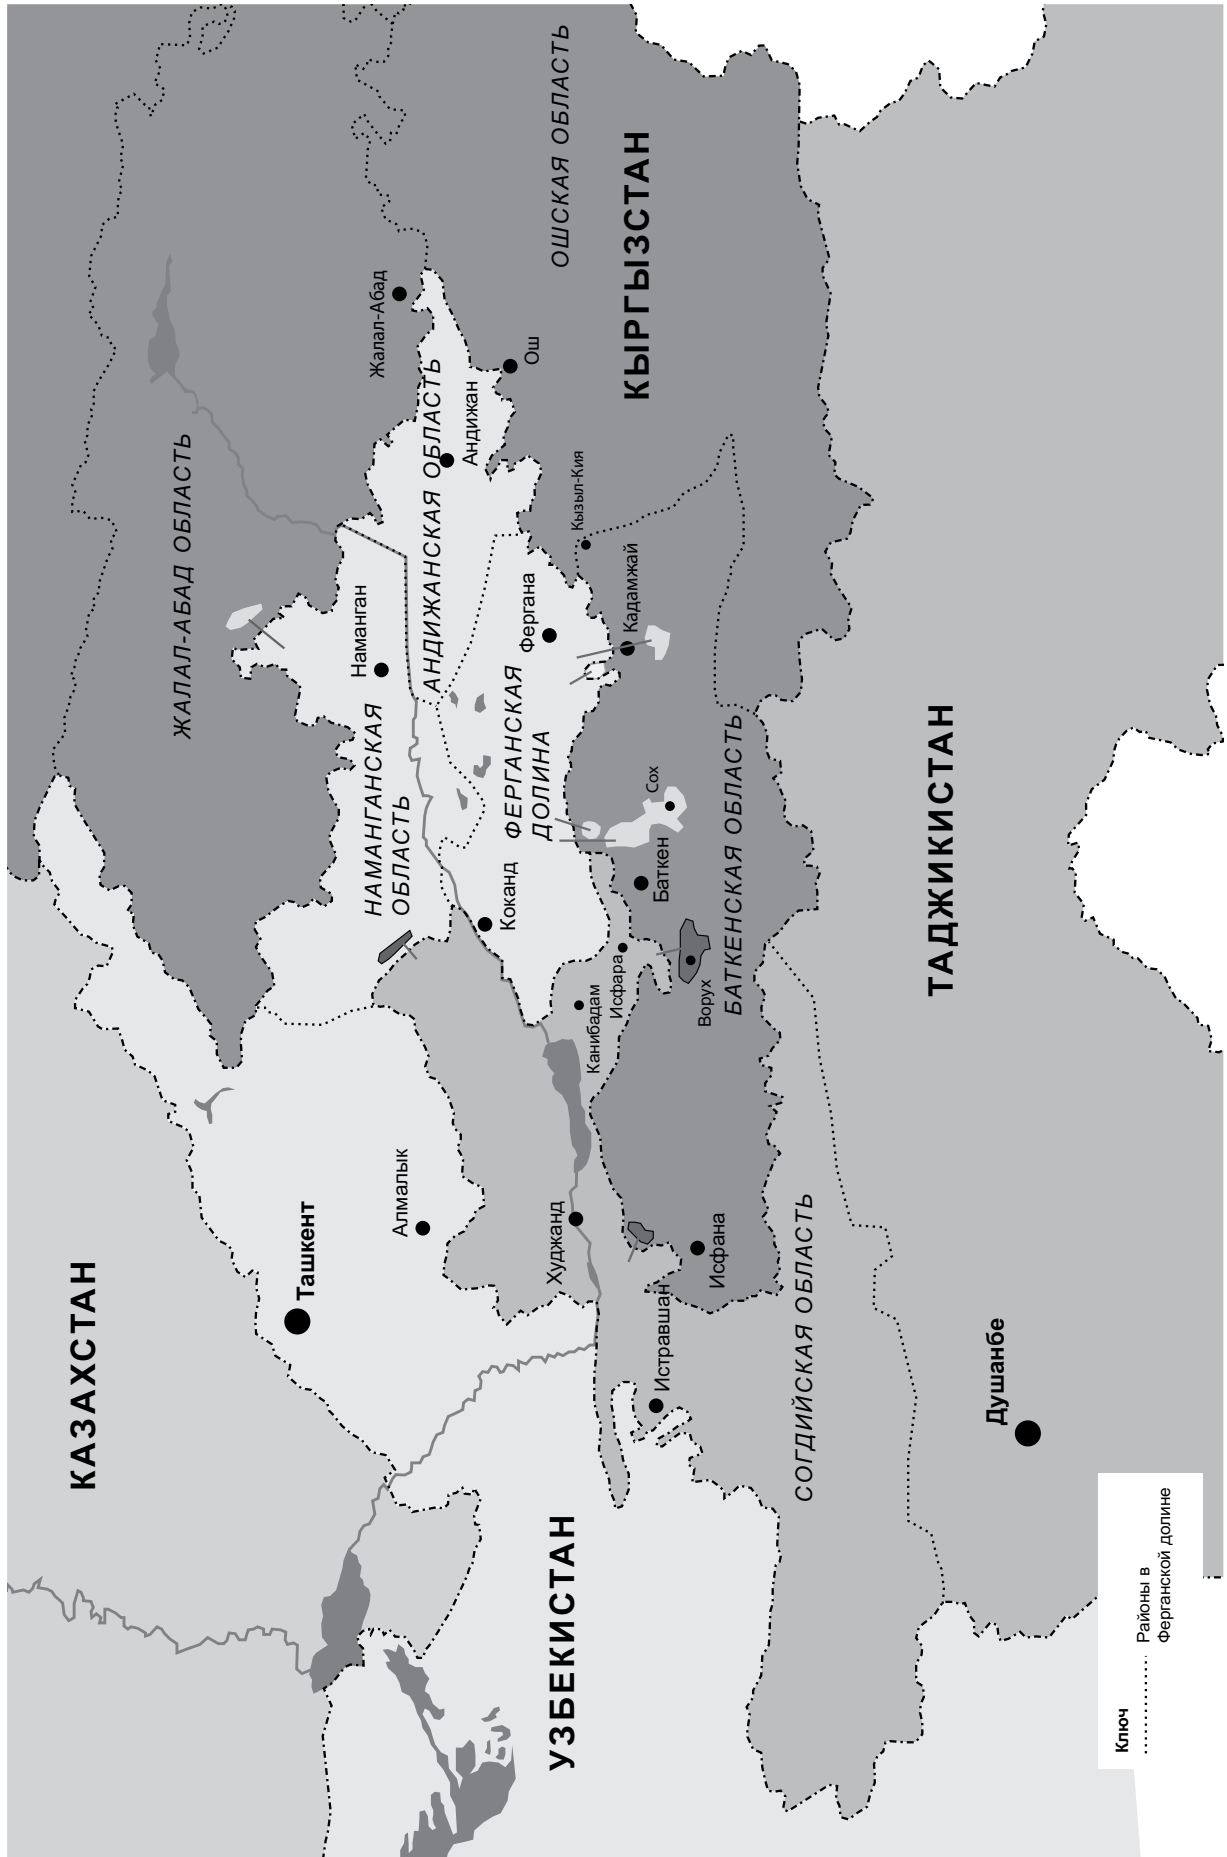 КАЗАХСТАН
Ташкент
Алмалык
ЖАЛАЛ-АБАД ОБЛАСТЬ
НАМАНГАНСКАЯ
ОБЛАСТЬ
Наманган
Жалал-Абад
АНДИЖАНСКАЯ ОБЛАСТЬ
Андижан
Ош
ОШСКАЯ ОБЛАСТЬ
КЫРГЫЗСТАН
Коканд
ФЕРГАНСКАЯ
ДОЛИНА
Фергана
Кызыл-Кия
Кадамжай
УЗБЕКИСТАН
Худжанд
Канибадам
Исфара
Сох
Баткен
Истравшан
Исфана
Ворух
БАТКЕНСКАЯ ОБЛАСТЬ
СОГДИЙСКАЯ ОБЛАСТЬ
ТАДЖИКИСТАН
Душанбе
Ключ
Районы в
Ферганской долине